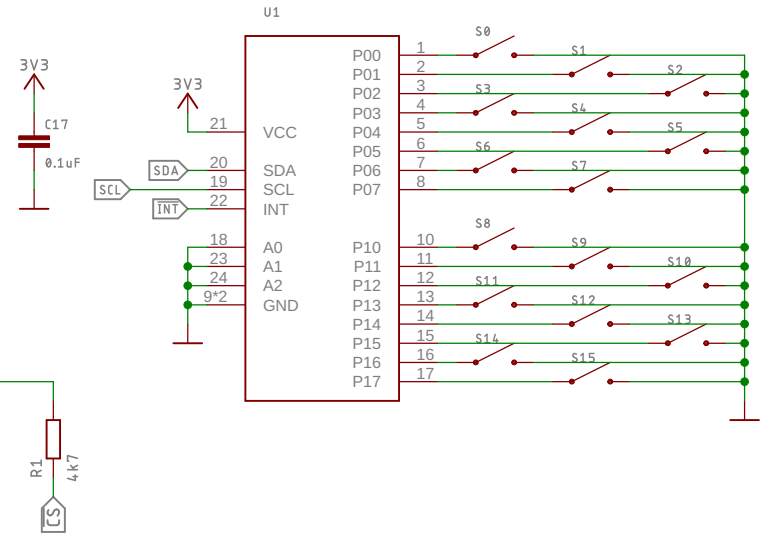 U1
3V3
C17
0.1uF
3V3
21 VCC
SDA 20 SDA
SCL 19 SCL
INT 22 INT
18 A0
23 A1
24 A2
9*2 GND
P00 1 S0
P01 2 S1
P02 3 S2
P03 4 S3
P04 5 S4
P05 6 S5
P06 7 S6
P07 8 S7
P10 10 S8
P11 11 S9
P12 12 S10
P13 13 S11
P14 14 S12
P15 15 S13
P16 16 S14
P17 17 S15
R1
4k7
CS